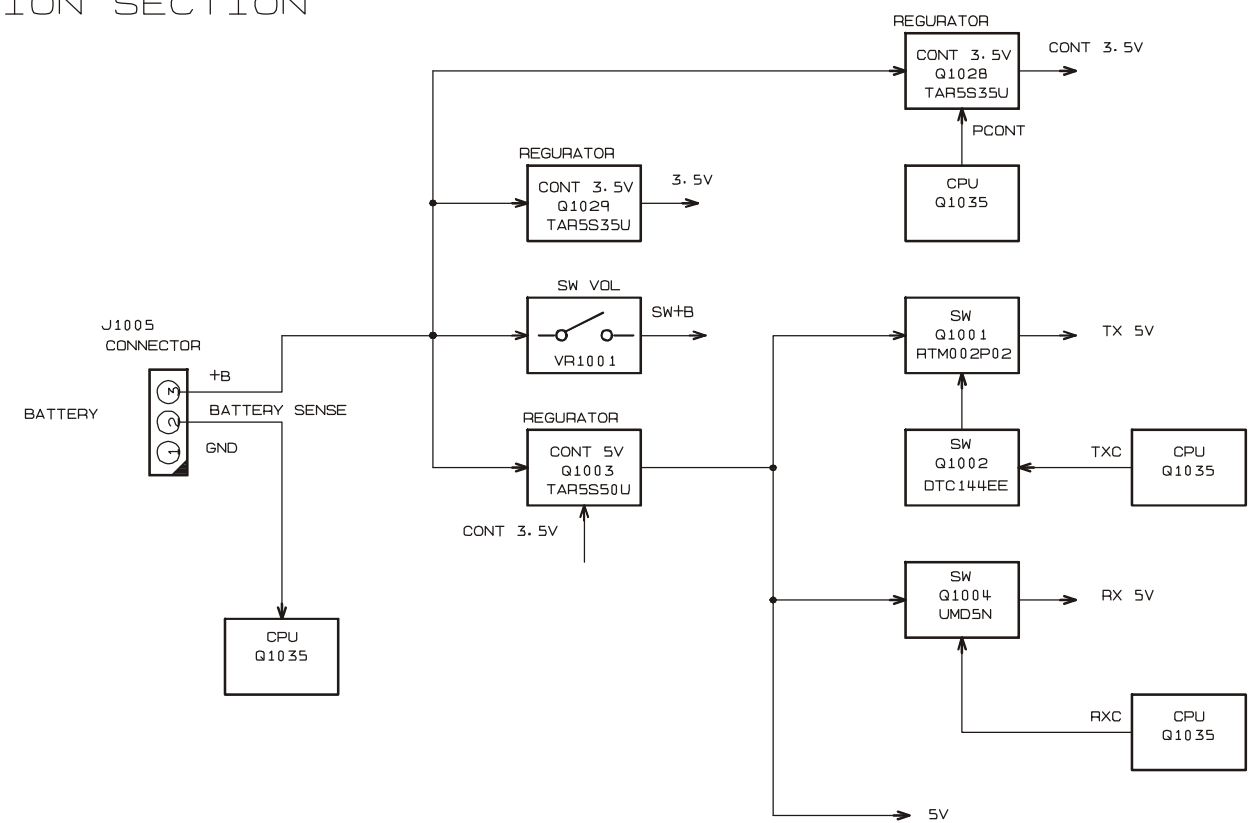 ION SECTION
REGURATOR
CONT 3.5V
Q1028
TAR5S35U
CONT 3.5V
PCONT
CPU
Q1035
REGURATOR
CONT 3.5V
Q1029
TAR5S35U
3.5V
SW VOL
VR1001
SW+B
J1005
CONNECTOR
BATTERY
3
2
1
+B
BATTERY SENSE
GND
SW
Q1001
RTM002P02
TX 5V
REGURATOR
CONT 5V
Q1003
TAR5S50U
CONT 3.5V
SW
Q1002
DTC144EE
TXC
CPU
Q1035
SW
Q1004
UMD5N
RX 5V
CPU
Q1035
RXC
CPU
Q1035
5V